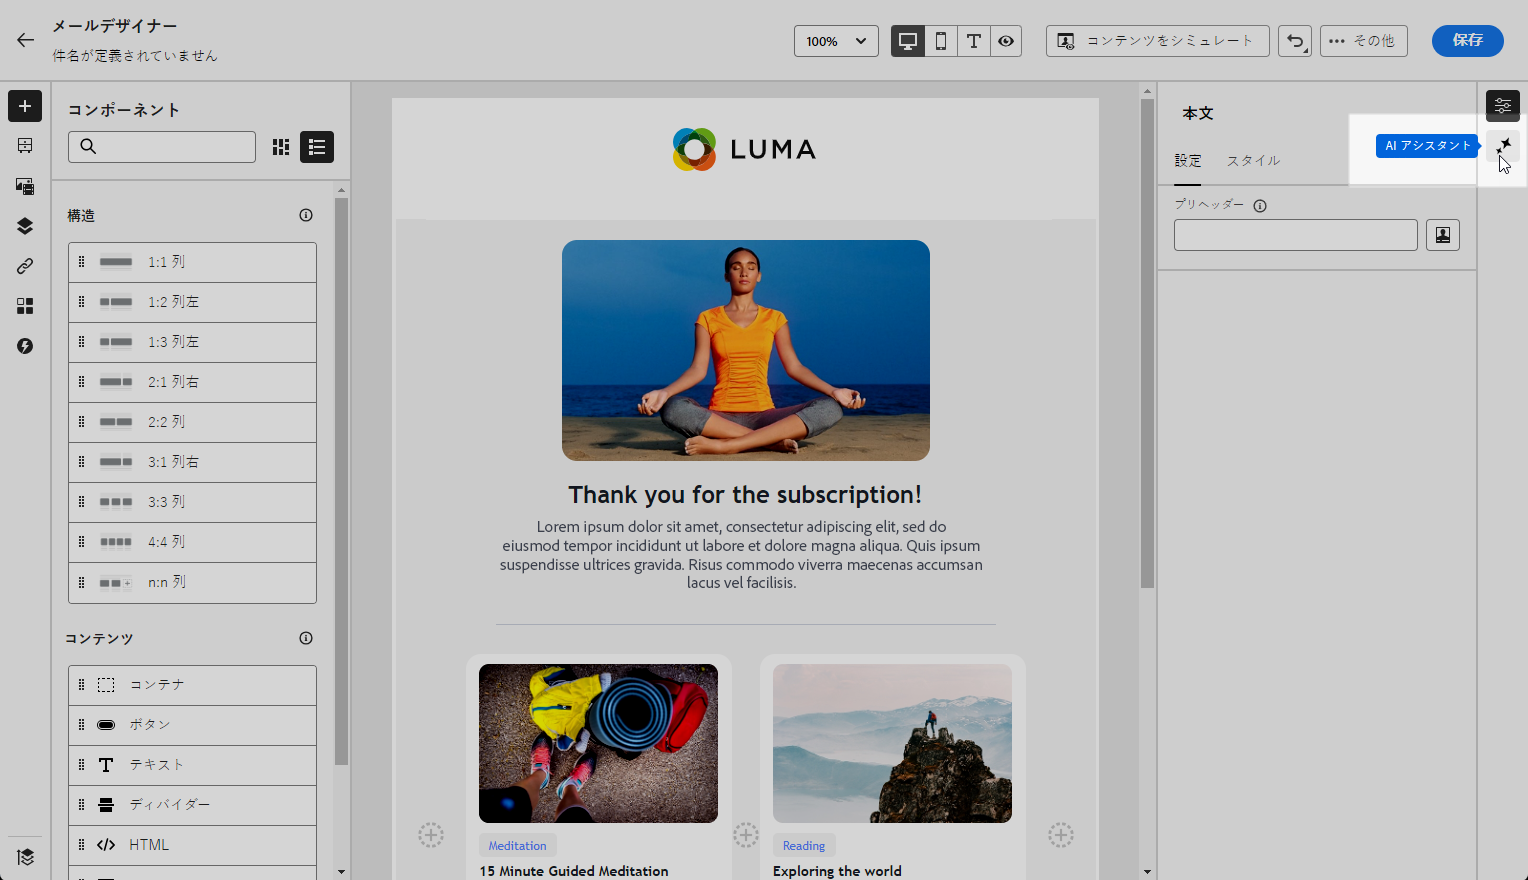 メールデザイナー
件名が定義されていません
100%
コンテンツをシミュレート
その他
保存
コンポーネント
構造
1:1 列
1:2 列左
1:3 列左
2:1 列右
2:2 列
3:1 列右
3:3 列
4:4 列
n:n 列
コンテンツ
コンテナ
ボタン
テキスト
ディバイダー
HTML
LUMA
Thank you for the subscription!
Lorem ipsum dolor sit amet, consectetur adipiscing elit, sed do
eiusmod tempor incididunt ut labore et dolore magna aliqua. Quis ipsum
suspendisse ultrices gravida. Risus commodo viverra maecenas accumsan
lacus vel facilisis.
Meditation
15 Minute Guided Meditation
Reading
Exploring the world
本文
AI アシスタント
設定 スタイル
プリヘッダー